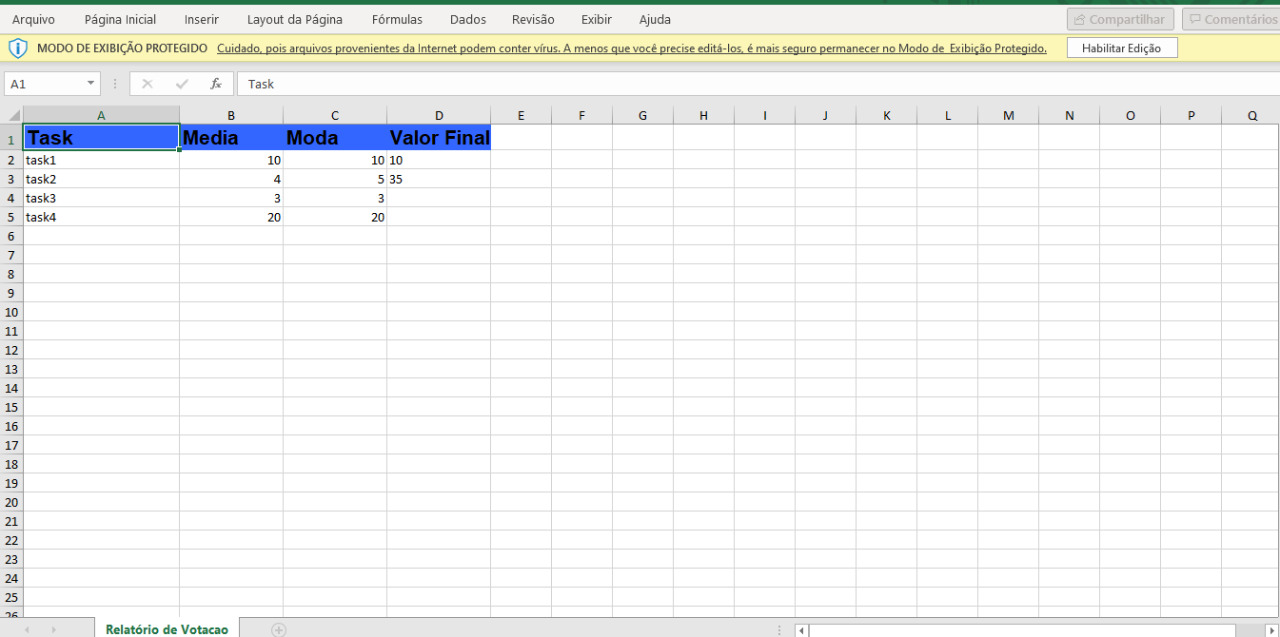 Arquivo Página Inicial Inserir Layout da Página Fórmulas Dados Revisão Exibir Ajuda Compartilhar Comentários
MODO DE EXIBIÇÃO PROTEGIDO Cuidado, pois arquivos provenientes da Internet podem conter vírus. A menos que você precise editá-los, é mais seguro permanecer no Modo de Exibição Protegido. Habilitar Edição
A1 fx Task
A B C D E F G H I J K L M N O P Q
1 Task Media Moda Valor Final
2 task1 10 10 10
3 task2 4 5 35
4 task3 3 3
5 task4 20 20
6
7
8
9
10
11
12
13
14
15
16
17
18
19
20
21
22
23
24
25
26
Relatório de Votacao